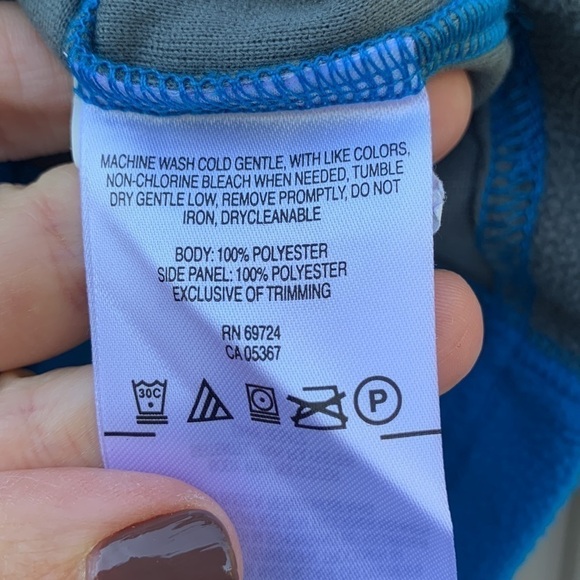 MACHINE WASH COLD GENTLE, WITH LIKE COLORS,
NON-CHLORINE BLEACH WHEN NEEDED, TUMBLE
DRY GENTLE LOW, REMOVE PROMPTLY, DO NOT
IRON, DRYCLEANABLE
BODY: 100% POLYESTER
SIDE PANEL: 100% POLYESTER
EXCLUSIVE OF TRIMMING
RN 69724
CA 05367
30C P